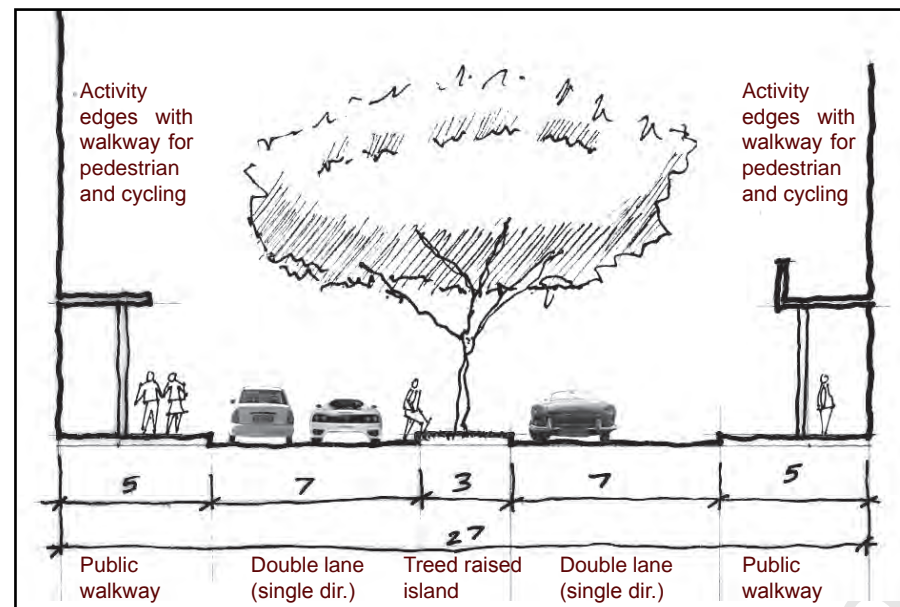 Activity
edges with
walkway for
pedestrian
and cycling
Activity
edges with
walkway for
pedestrian
and cycling
5 7 3 7 5
27
Public
walkway
Double lane
(single dir.)
Treed raised
island
Double lane
(single dir.)
Public
walkway